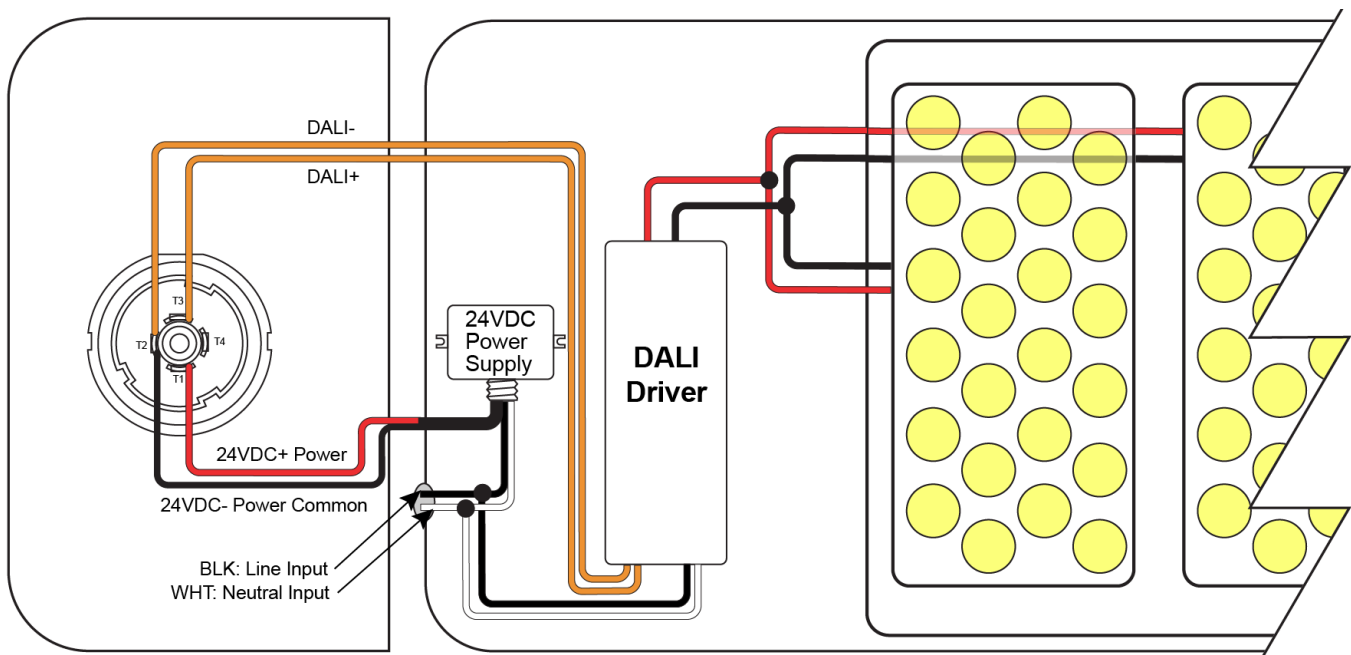 DALI-
DALI+
T3
T2
T4
T1
24VDC
Power
Supply
DALI
Driver
24VDC+ Power
24VDC- Power Common
BLK: Line Input
WHT: Neutral Input